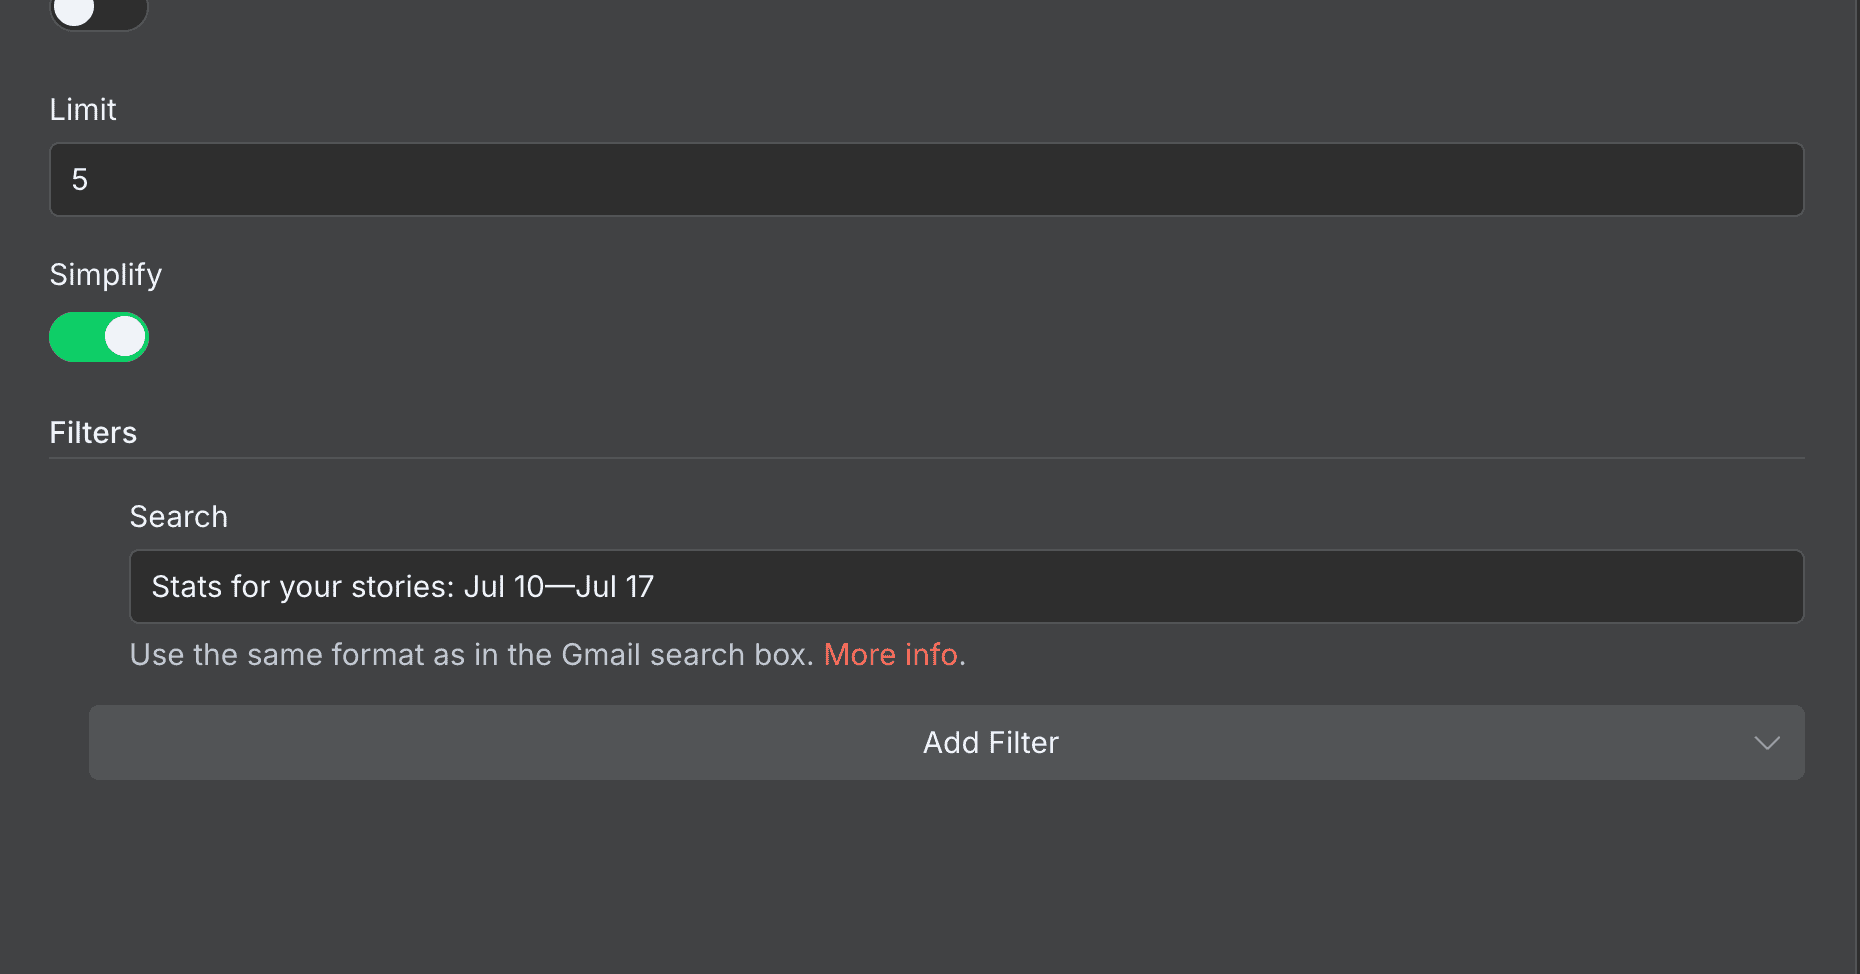 Limit
5
Simplify
Filters
Search
Stats for your stories: Jul 10—Jul 17
Use the same format as in the Gmail search box. More info.
Add Filter